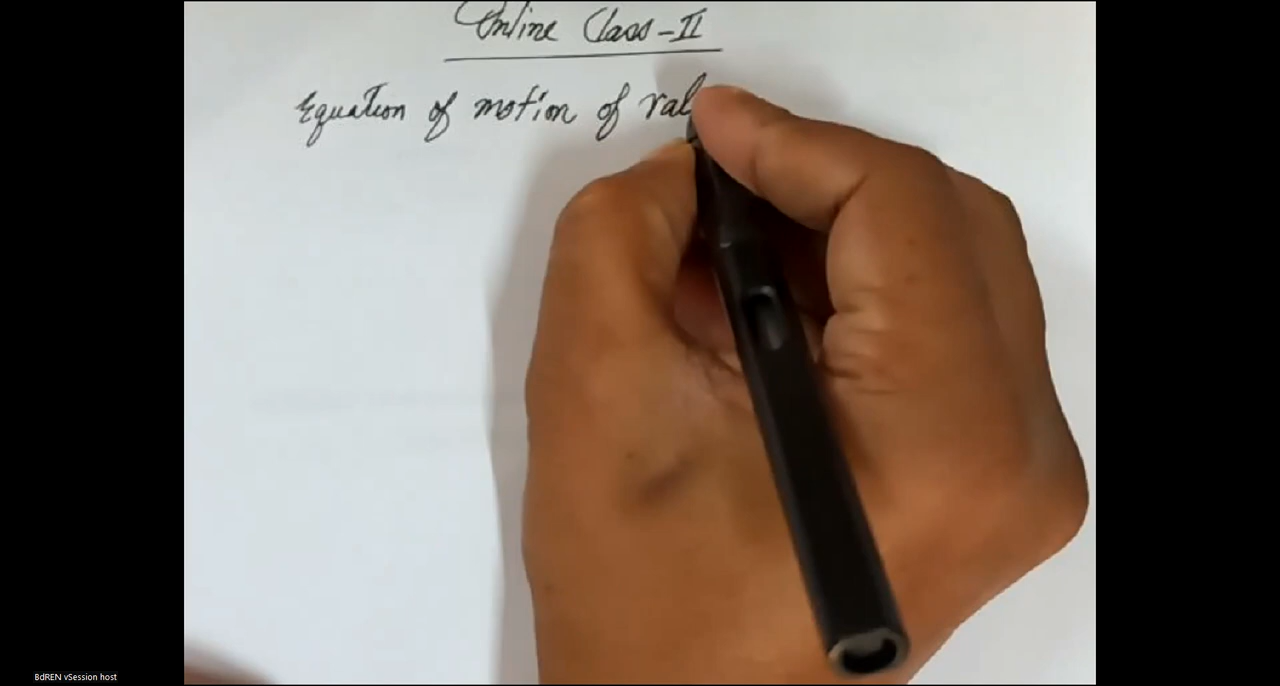 Online Class-II
Equation of motion of val
BdREN vSession host